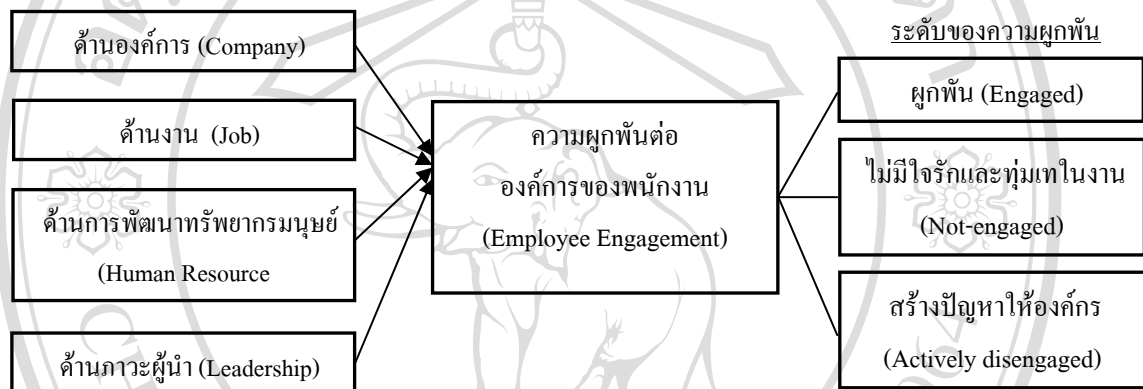 ด้านองค์การ (Company)
ด้านงาน (Job)
ด้านการพัฒนาทรัพยากรมนุษย์
(Human Resource
ด้านภาวะผู้นำ (Leadership)
ความผูกพันต่อ
องค์การของพนักงาน
(Employee Engagement)
ระดับของความผูกพัน
ผูกพัน (Engaged)
ไม่มีใจรักและทุ่มเทในงาน
(Not-engaged)
สร้างปัญหาให้องค์กร
(Actively disengaged)